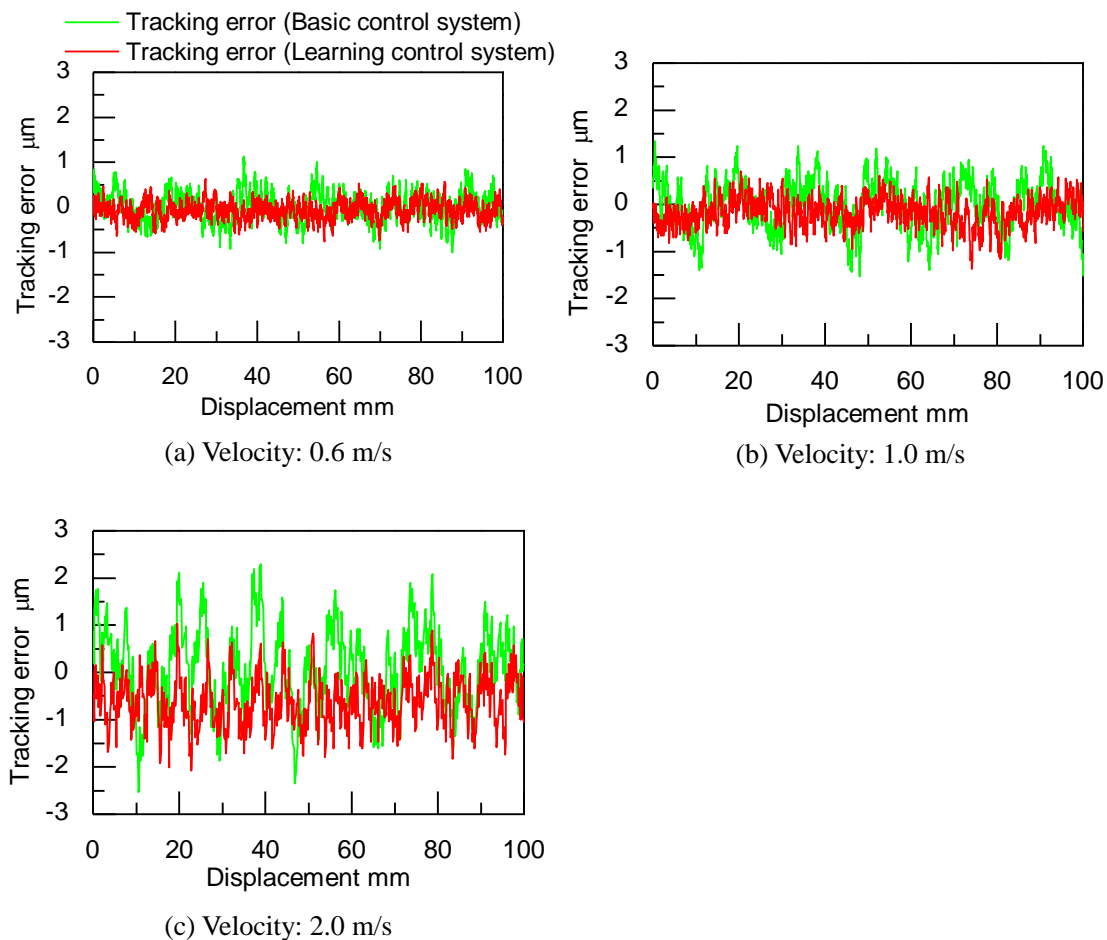 Tracking error (Basic control system)
Tracking error (Learning control system)
3
2
1
0
-1
-2
-3
Tracking error μm
0 20 40 60 80 100
Displacement mm
(a) Velocity: 0.6 m/s
3
2
1
0
-1
-2
-3
Tracking error μm
0 20 40 60 80 100
Displacement mm
(b) Velocity: 1.0 m/s
3
2
1
0
-1
-2
-3
Tracking error μm
0 20 40 60 80 100
Displacement mm
(c) Velocity: 2.0 m/s